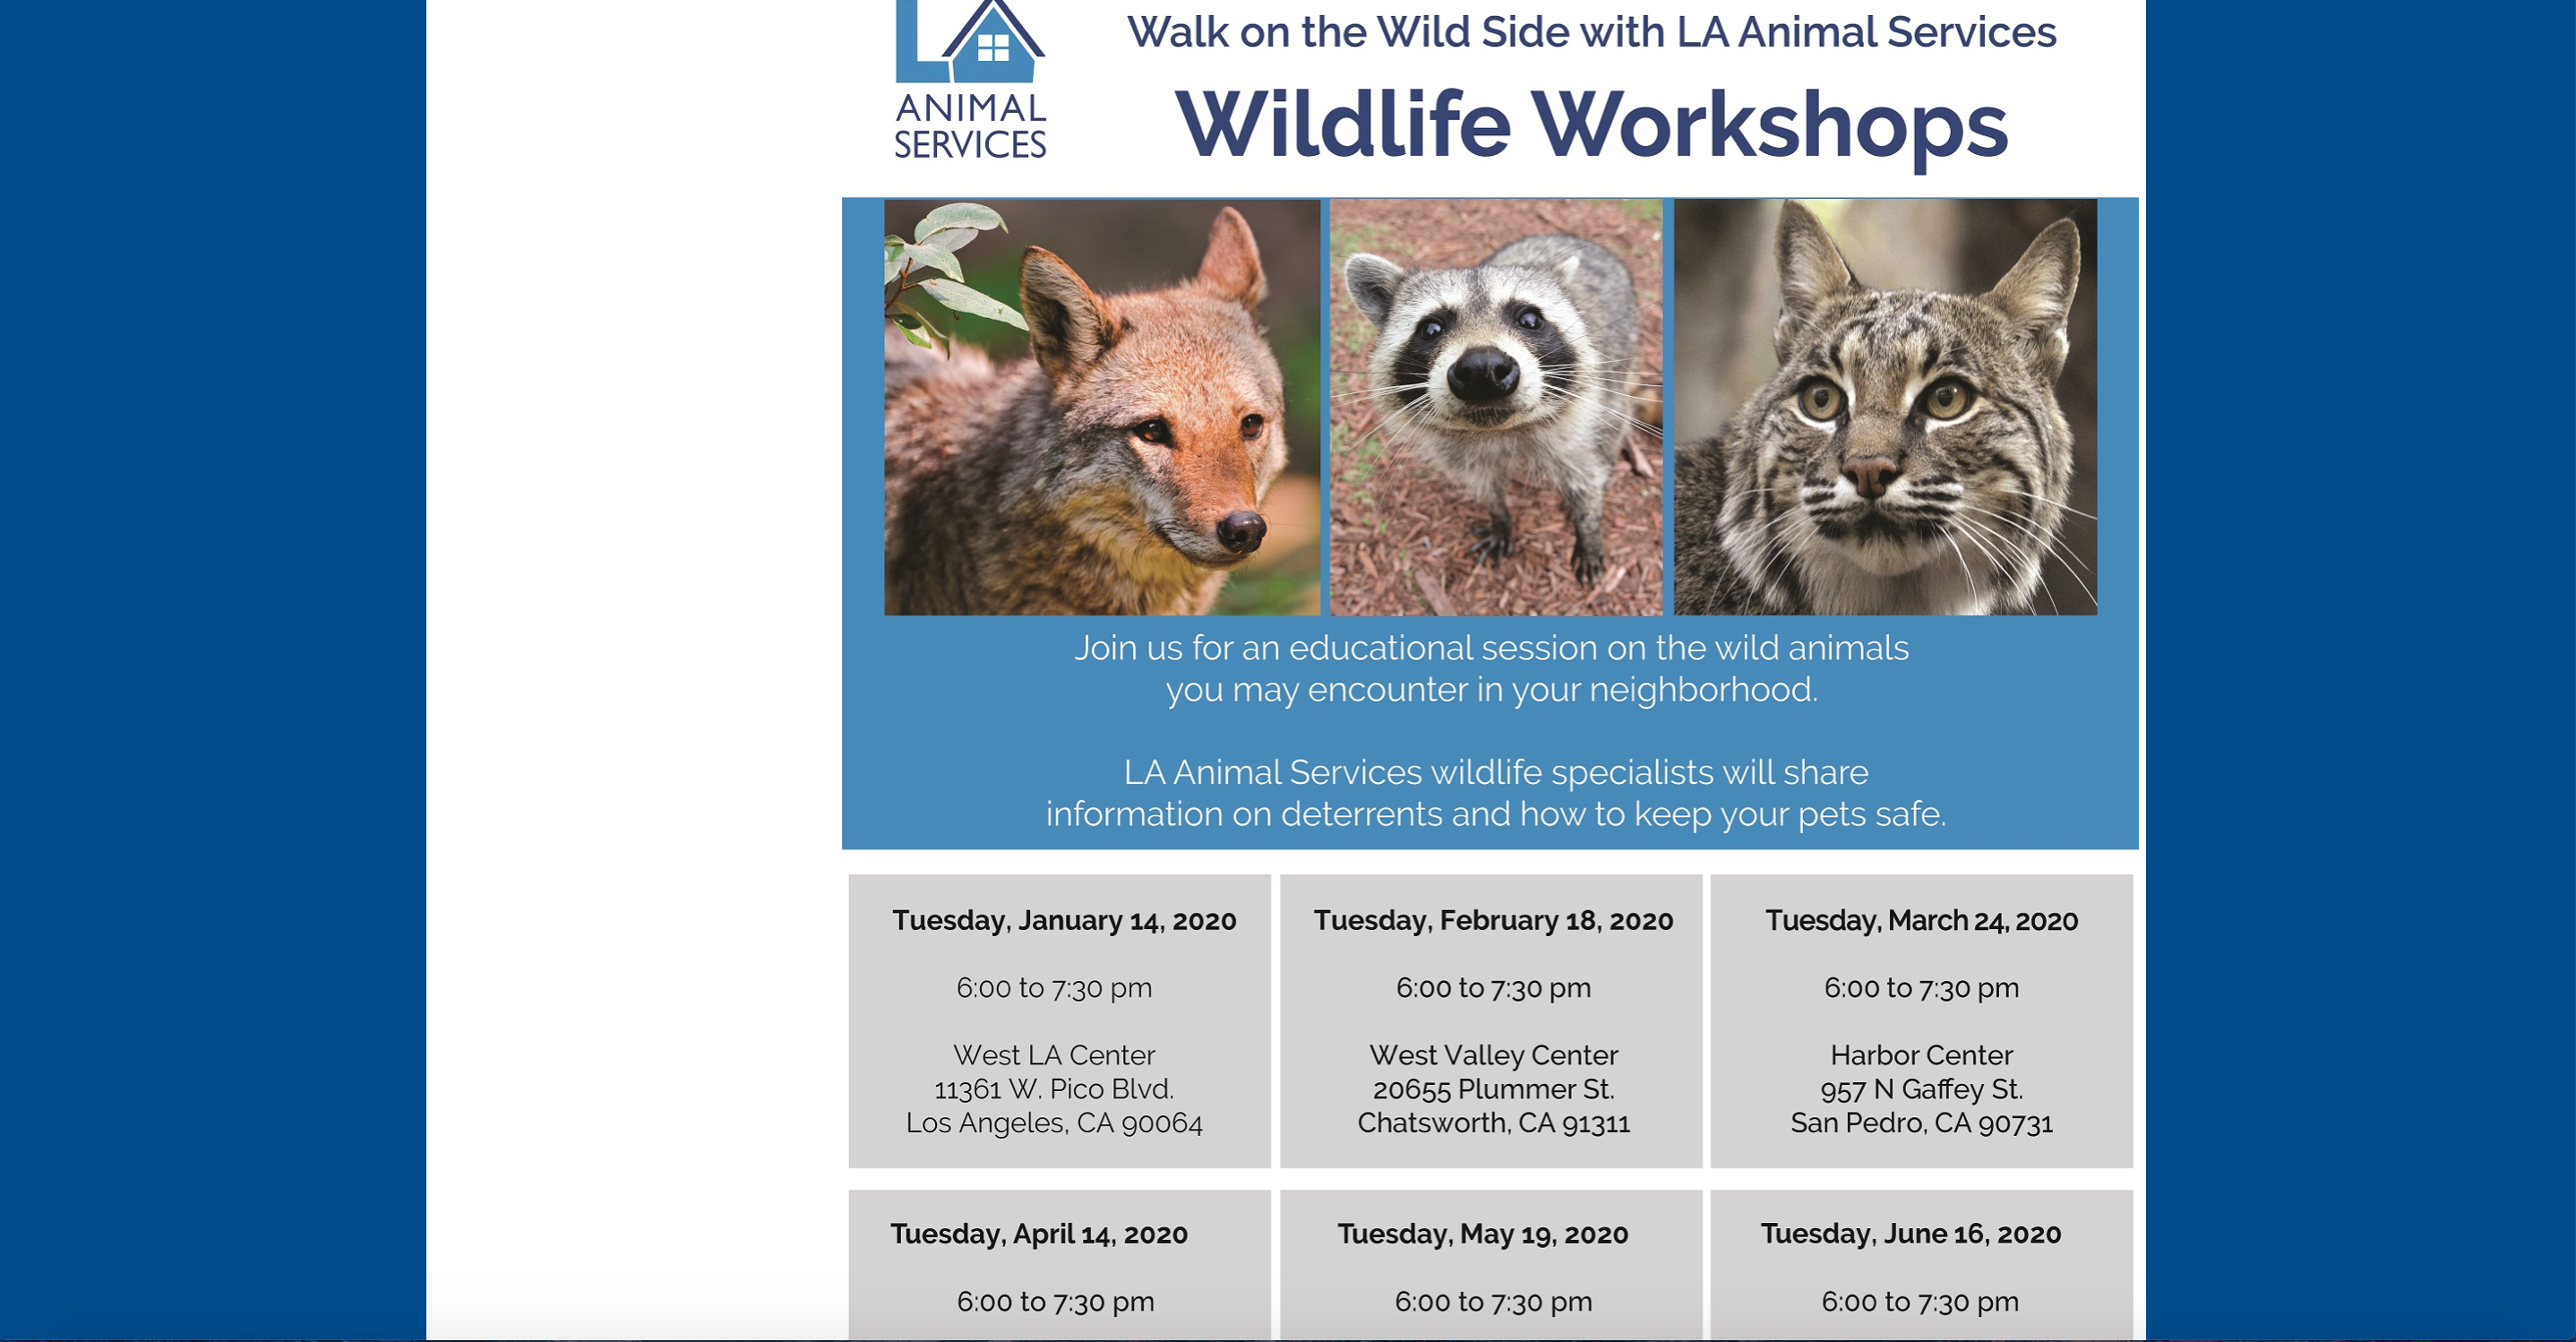 LA
ANIMAL
SERVICES
Walk on the Wild Side with LA Animal Services
Wildlife Workshops
Join us for an educational session on the wild animals
you may encounter in your neighborhood.
LA Animal Services wildlife specialists will share
information on deterrents and how to keep your pets safe.
Tuesday, January 14, 2020
6:00 to 7:30 pm
West LA Center
11361 W. Pico Blvd.
Los Angeles, CA 90064
Tuesday, February 18, 2020
6:00 to 7:30 pm
West Valley Center
20655 Plummer St.
Chatsworth, CA 91311
Tuesday, March 24, 2020
6:00 to 7:30 pm
Harbor Center
957 N Gaffey St.
San Pedro, CA 90731
Tuesday, April 14, 2020
6:00 to 7:30 pm
Tuesday, May 19, 2020
6:00 to 7:30 pm
Tuesday, June 16, 2020
6:00 to 7:30 pm